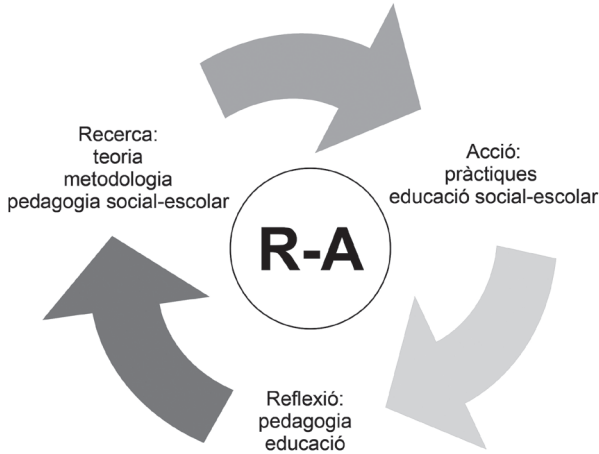 Recerca:
teoria
metodologia
pedagogia social-escolar
Acció:
pràctiques
educació social-escolar
R-A
Reflexió:
pedagogia
educació